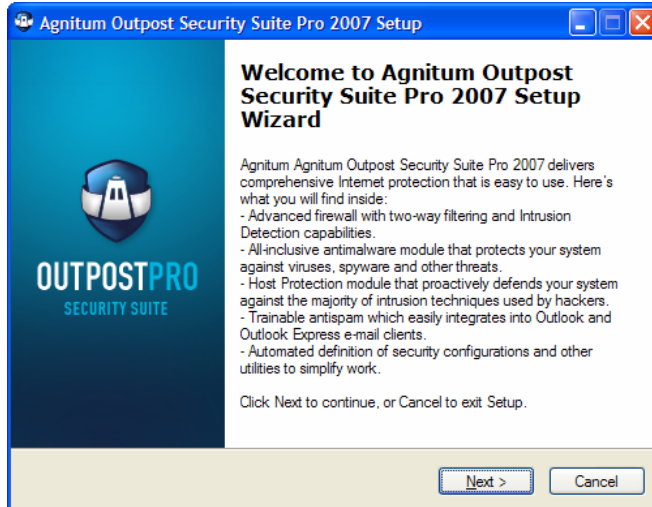 Agnitum Outpost Security Suite Pro 2007 Setup
Welcome to Agnitum Outpost
Security Suite Pro 2007 Setup
Wizard
Agnitum Agnitum Outpost Security Suite Pro 2007 delivers
comprehensive Internet protection that is easy to use. Here's
what you will find inside:
- Advanced firewall with two-way filtering and Intrusion
Detection capabilities.
- All-inclusive antimalware module that protects your system
against viruses, spyware and other threats.
- Host Protection module that proactively defends your system
against the majority of intrusion techniques used by hackers.
- Trainable antispam which easily integrates into Outlook and
Outlook Express e-mail clients.
- Automated definition of security configurations and other
utilities to simplify work.
Click Next to continue, or Cancel to exit Setup.
OUTPOSTPRO
SECURITY SUITE
Next >
Cancel